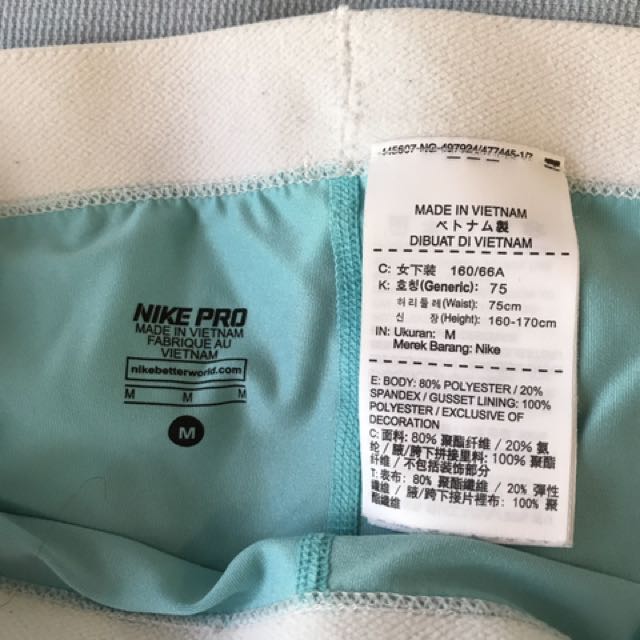 NIKE PRO
MADE IN VIETNAM
FABRIQUE AU
VIETNAM
nikebetterworld.com
M M M
M
MADE IN VIETNAM
ベトナム製
DIBUAT DI VIETNAM
C: 女下装 160/66A
K: 호칭(Generic): 75
허리둘레(Waist): 75cm
신 장(Height): 160-170cm
IN: Ukuran: M
Merek Barang: Nike
E: BODY: 80% POLYESTER / 20%
SPANDEX / GUSSET LINING: 100%
POLYESTER / EXCLUSIVE OF
DECORATION
C: 面料: 80% 聚酯纤维 / 20% 氨
纶 / 腋/跨下拼接里料: 100% 聚酯
纤维 / 不包括装饰部分
T: 表布: 80% 聚酯纖維 / 20% 彈性
纖維 / 腋/跨下接片裡布: 100% 聚
酯纖維